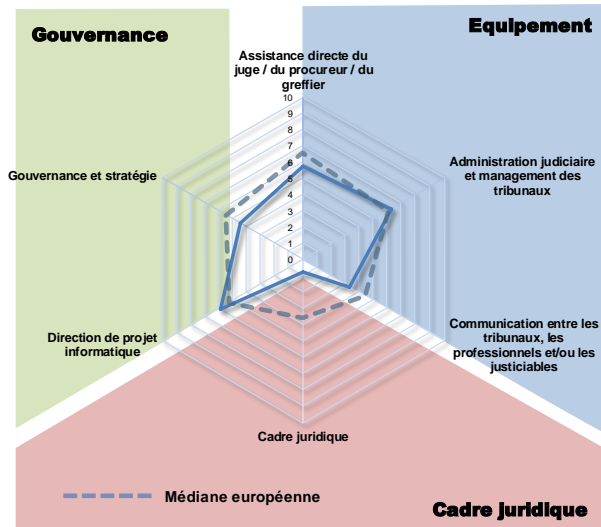 Gouvernance
Equipement
Assistance directe du
juge / du procureur / du
greffier
10
9
8
7
6
5
4
3
2
1
0
Gouvernance et stratégie
Administration judiciaire
et management des
tribunaux
Direction de projet
informatique
Communication entre les
tribunaux, les
professionnels et/ou les
justiciables
Cadre juridique
Médiane européenne
Cadre juridique